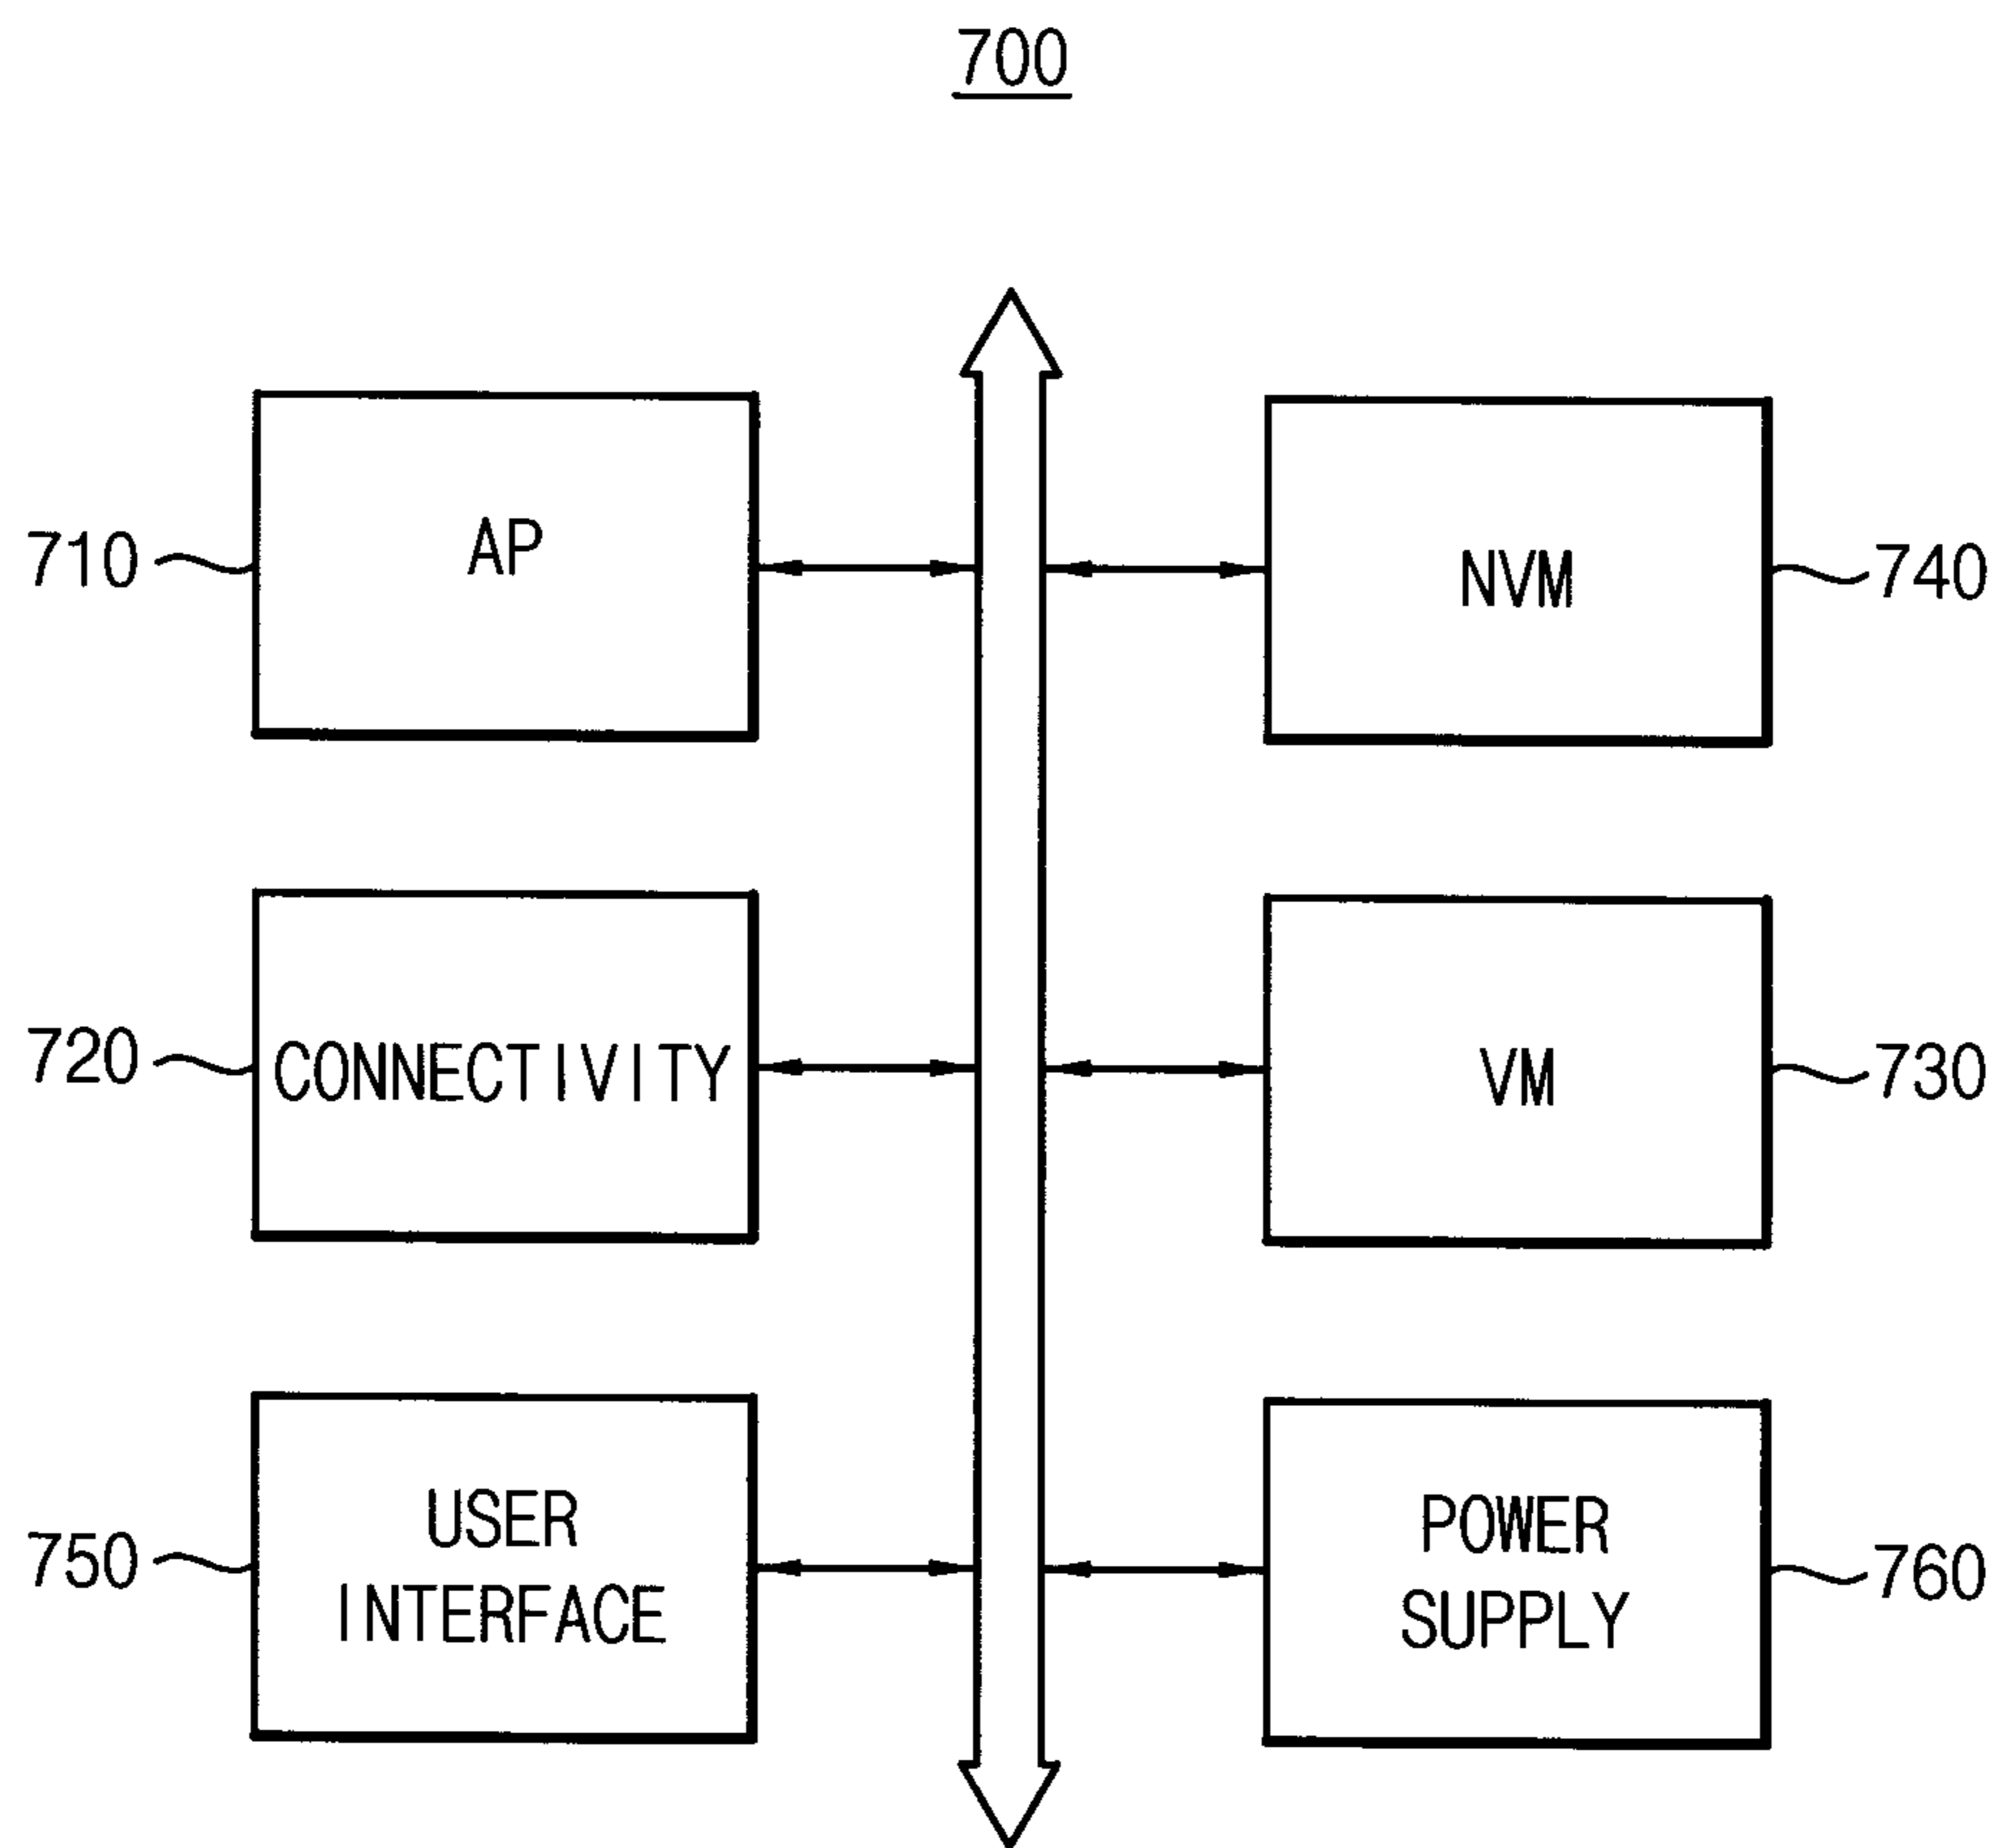 700
710
AP
NVM
740
720
CONNECTIVITY
VM
730
750
USER
INTERFACE
POWER
SUPPLY
760